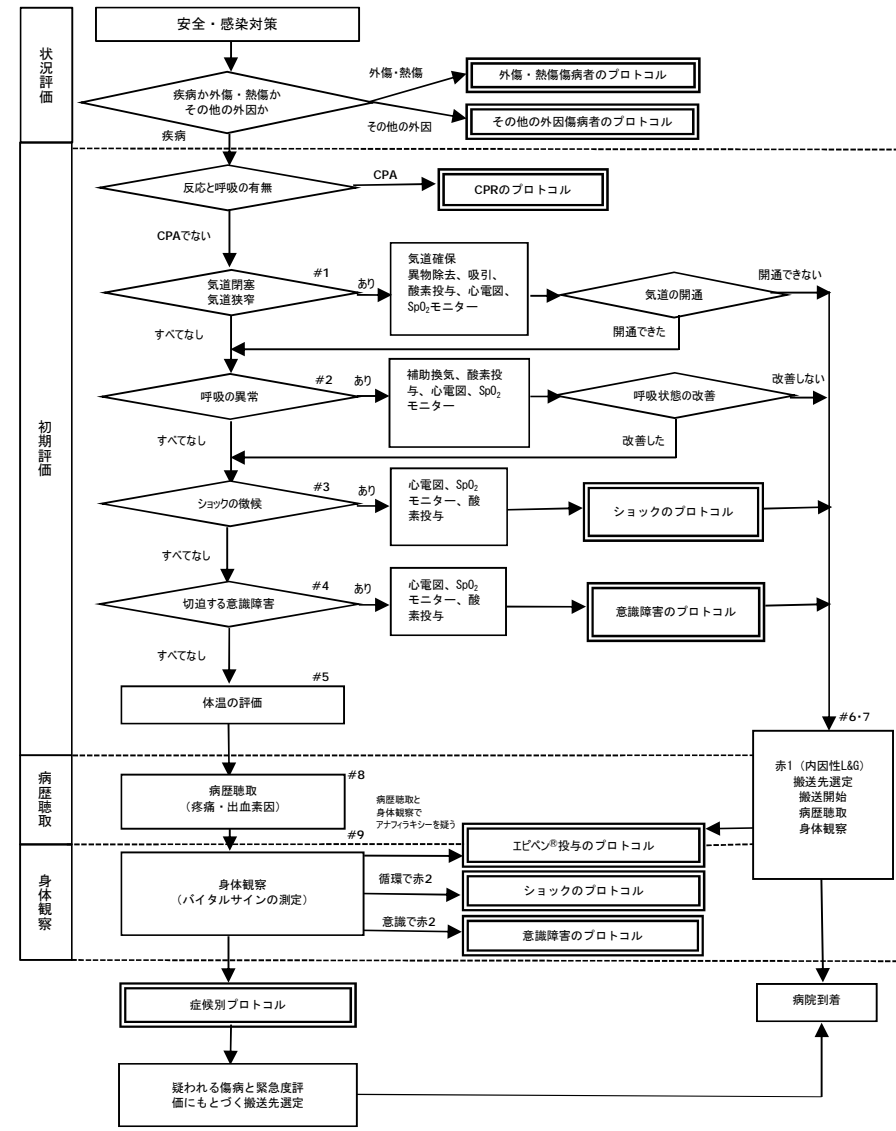 状況評価
安全・感染対策
疾病か外傷・熱傷か
その他の外因か
外傷・熱傷
外傷・熱傷傷病者のプロトコル
その他の外因
その他の外因傷病者のプロトコル
疾病
初期評価
反応と呼吸の有無
CPA
CPRのプロトコル
CPAでない
気道閉塞
気道狭窄
#1
あり
気道確保
異物除去、吸引、
酸素投与、心電図、
SpO₂モニター
気道の開通
開通できない
すべてなし
開通できた
呼吸の異常
#2
あり
補助換気、酸素投
与、心電図、SpO₂
モニター
呼吸状態の改善
改善しない
すべてなし
改善した
ショックの徴候
#3
あり
心電図、SpO₂
モニター、酸
素投与
ショックのプロトコル
すべてなし
切迫する意識障害
#4
あり
心電図、SpO₂
モニター、酸
素投与
意識障害のプロトコル
すべてなし
#5
体温の評価
#6・7
赤1（内因性L&G）
搬送先選定
搬送開始
病歴聴取
身体観察
病歴聴取
#8
病歴聴取
（疼痛・出血素因）
病歴聴取と
身体観察で
アナフィラキシーを疑う
#9
エピペン®投与のプロトコル
身体観察
身体観察
（バイタルサインの測定）
循環で赤2
ショックのプロトコル
意識で赤2
意識障害のプロトコル
症候別プロトコル
病院到着
疑われる傷病と緊急度評
価にもとづく搬送先選定